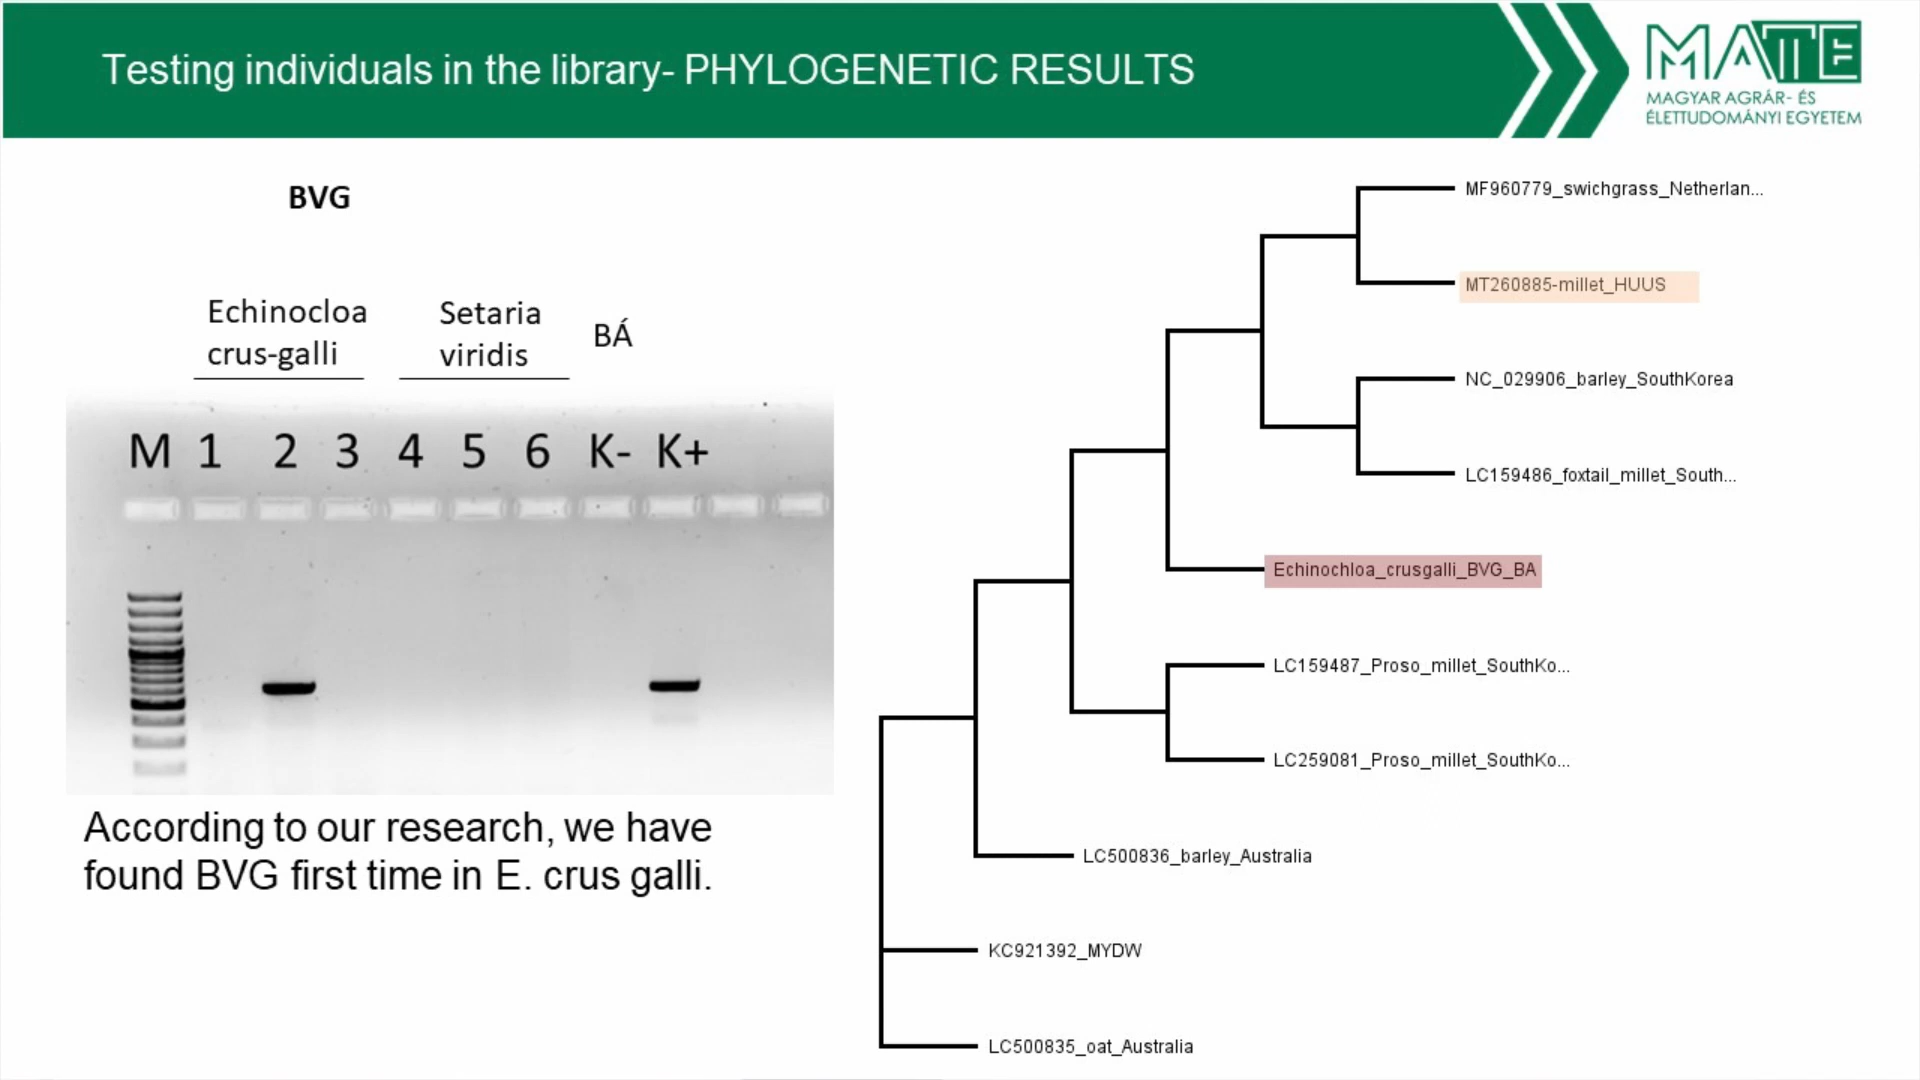 Testing individuals in the library- PHYLOGENETIC RESULTS
MATE
MAGYAR AGRÁR- ÉS
ÉLETTUDOMÁNYI EGYETEM
BVG
Echinocloa
crus-galli
Setaria
viridis
BÁ
M 1 2 3 4 5 6 K- K+
According to our research, we have
found BVG first time in E. crus galli.
MF960779_swichgrass_Netherlan...
MT260885-millet_HUUS
NC_029906_barley_SouthKorea
LC159486_foxtail_millet_South...
Echinochloa_crusgalli_BVG_BA
LC159487_Proso_millet_SouthKo...
LC259081_Proso_millet_SouthKo...
LC500836_barley_Australia
KC921392_MYDW
LC500835_oat_Australia